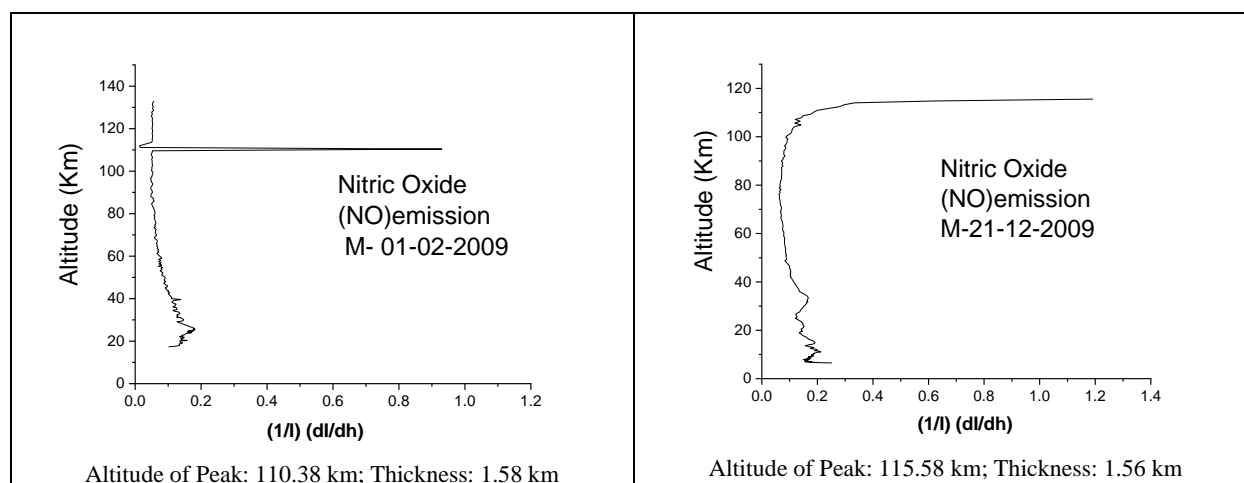 140
120
100
80
60
40
20
0
Altitude (Km)
0.0 0.2 0.4 0.6 0.8 1.0 1.2
(1/I) (dI/dh)
Nitric Oxide
(NO)emission
M- 01-02-2009
Altitude of Peak: 110.38 km; Thickness: 1.58 km
120
100
80
60
40
20
0
Altitude (Km)
0.0 0.2 0.4 0.6 0.8 1.0 1.2 1.4
(1/I) (dI/dh)
Nitric Oxide
(NO)emission
M-21-12-2009
Altitude of Peak: 115.58 km; Thickness: 1.56 km